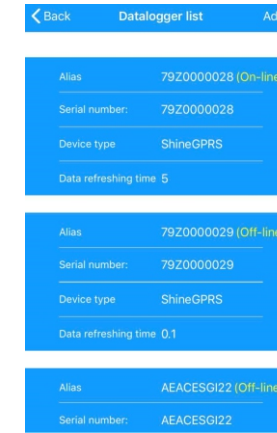 Back Datalogger list Ad
Alias 79Z0000028 (On-line
Serial number: 79Z0000028
Device type ShineGPRS
Data refreshing time 5
Alias 79Z0000029 (Off-line
Serial number: 79Z0000029
Device type ShineGPRS
Data refreshing time 0.1
Alias AEACESGI22 (Off-line
Serial number: AEACESGI22